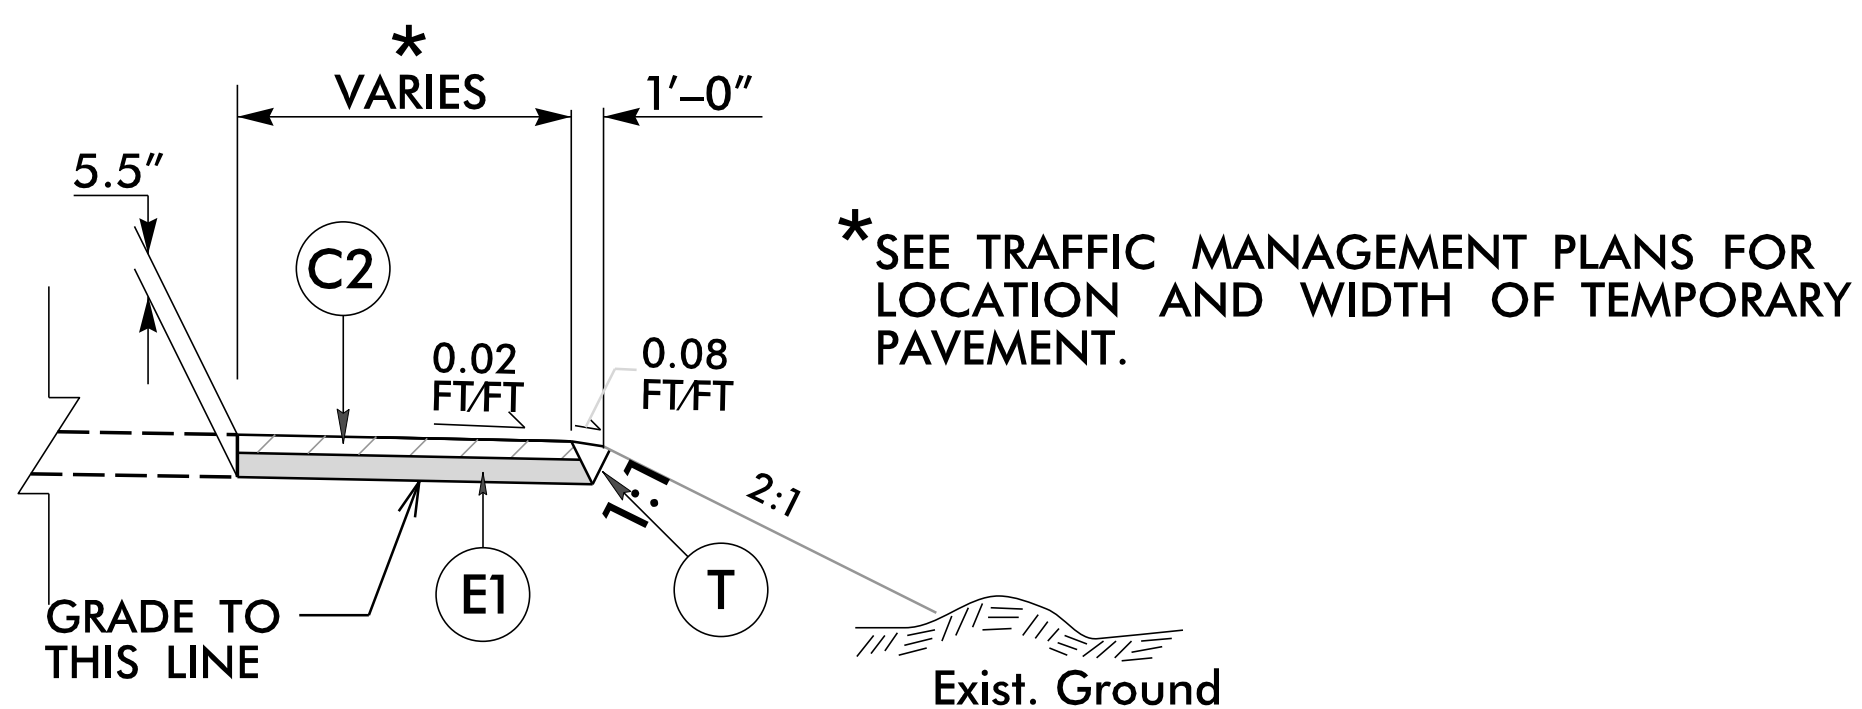 *
VARIES
1'–0"
5.5"
C2
0.02
FT/FT
0.08
FT/FT
*SEE TRAFFIC MANAGEMENT PLANS FOR
LOCATION AND WIDTH OF TEMPORARY
PAVEMENT.
1:1
2:1
GRADE TO
THIS LINE
E1
T
Exist. Ground